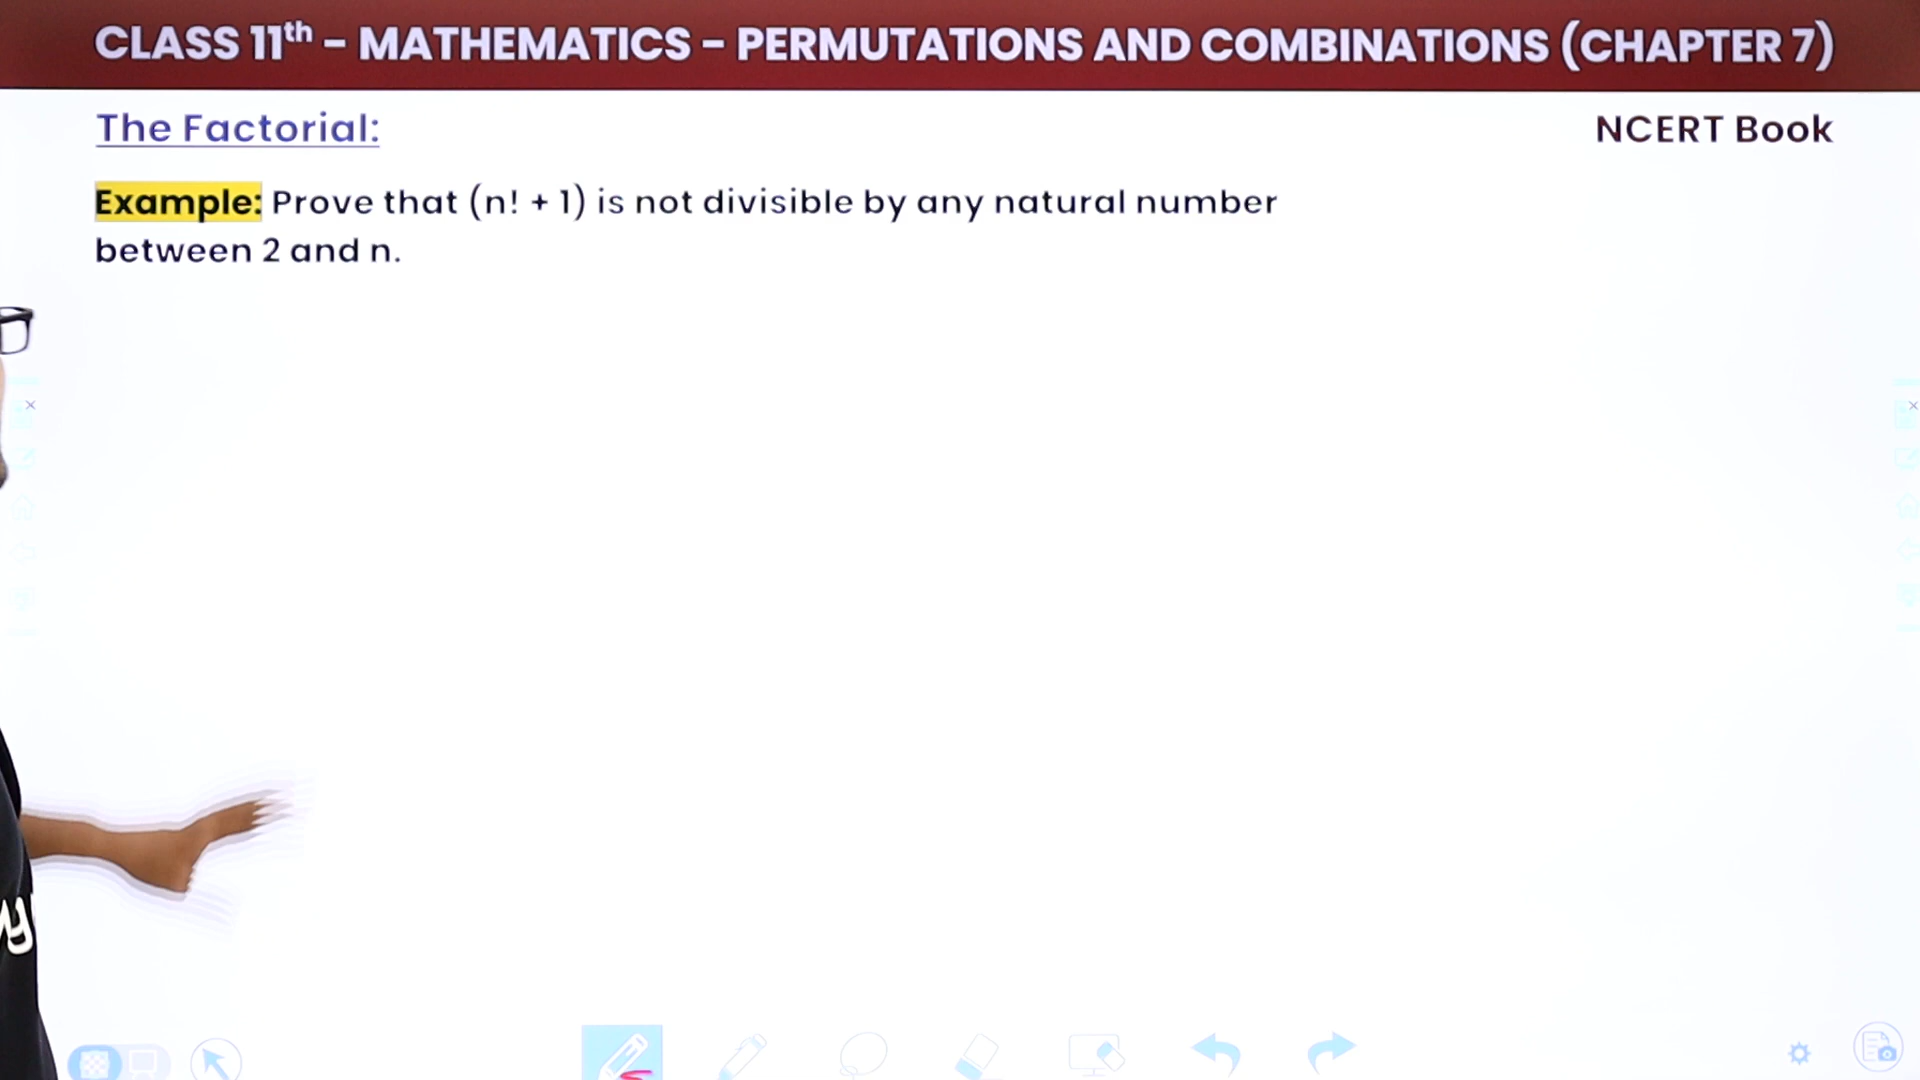 CLASS 11th - MATHEMATICS - PERMUTATIONS AND COMBINATIONS (CHAPTER 7)
The Factorial:
NCERT Book
Example: Prove that (n! + 1) is not divisible by any natural number
between 2 and n.